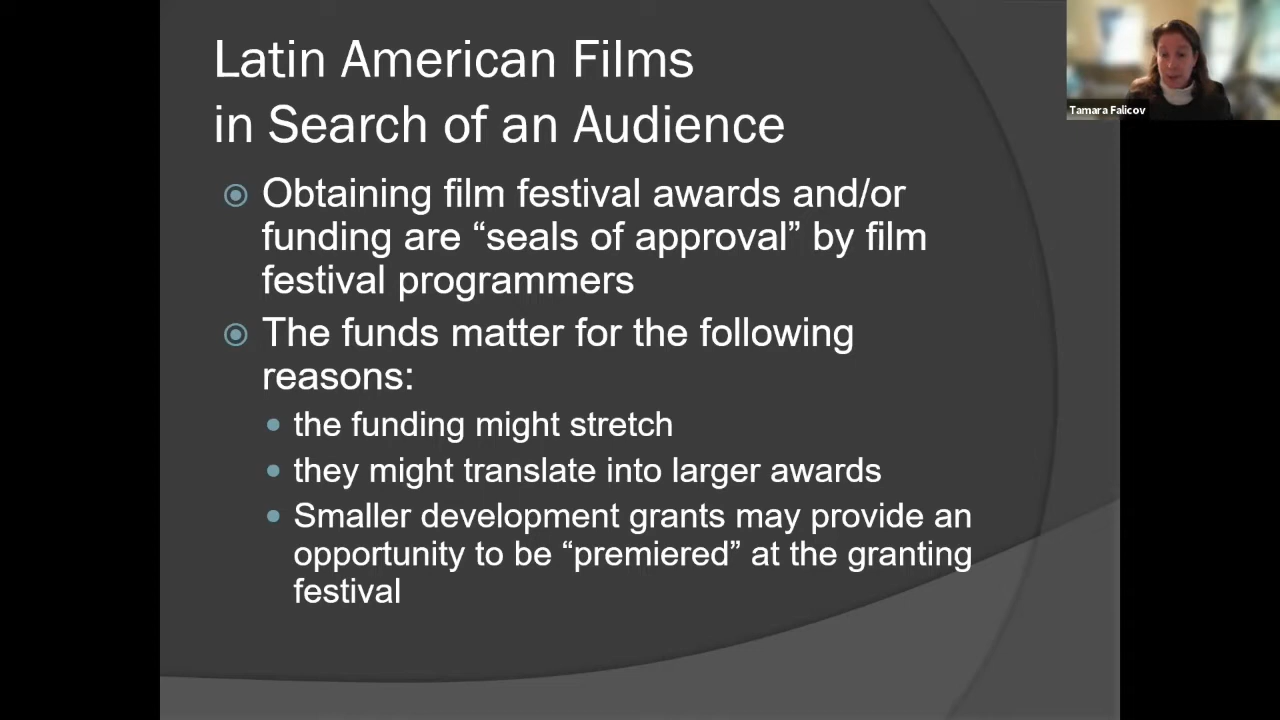 Latin American Films
in Search of an Audience
Obtaining film festival awards and/or
funding are “seals of approval” by film
festival programmers
The funds matter for the following
reasons:
the funding might stretch
they might translate into larger awards
Smaller development grants may provide an
opportunity to be “premiered” at the granting
festival
Tamara Falicov